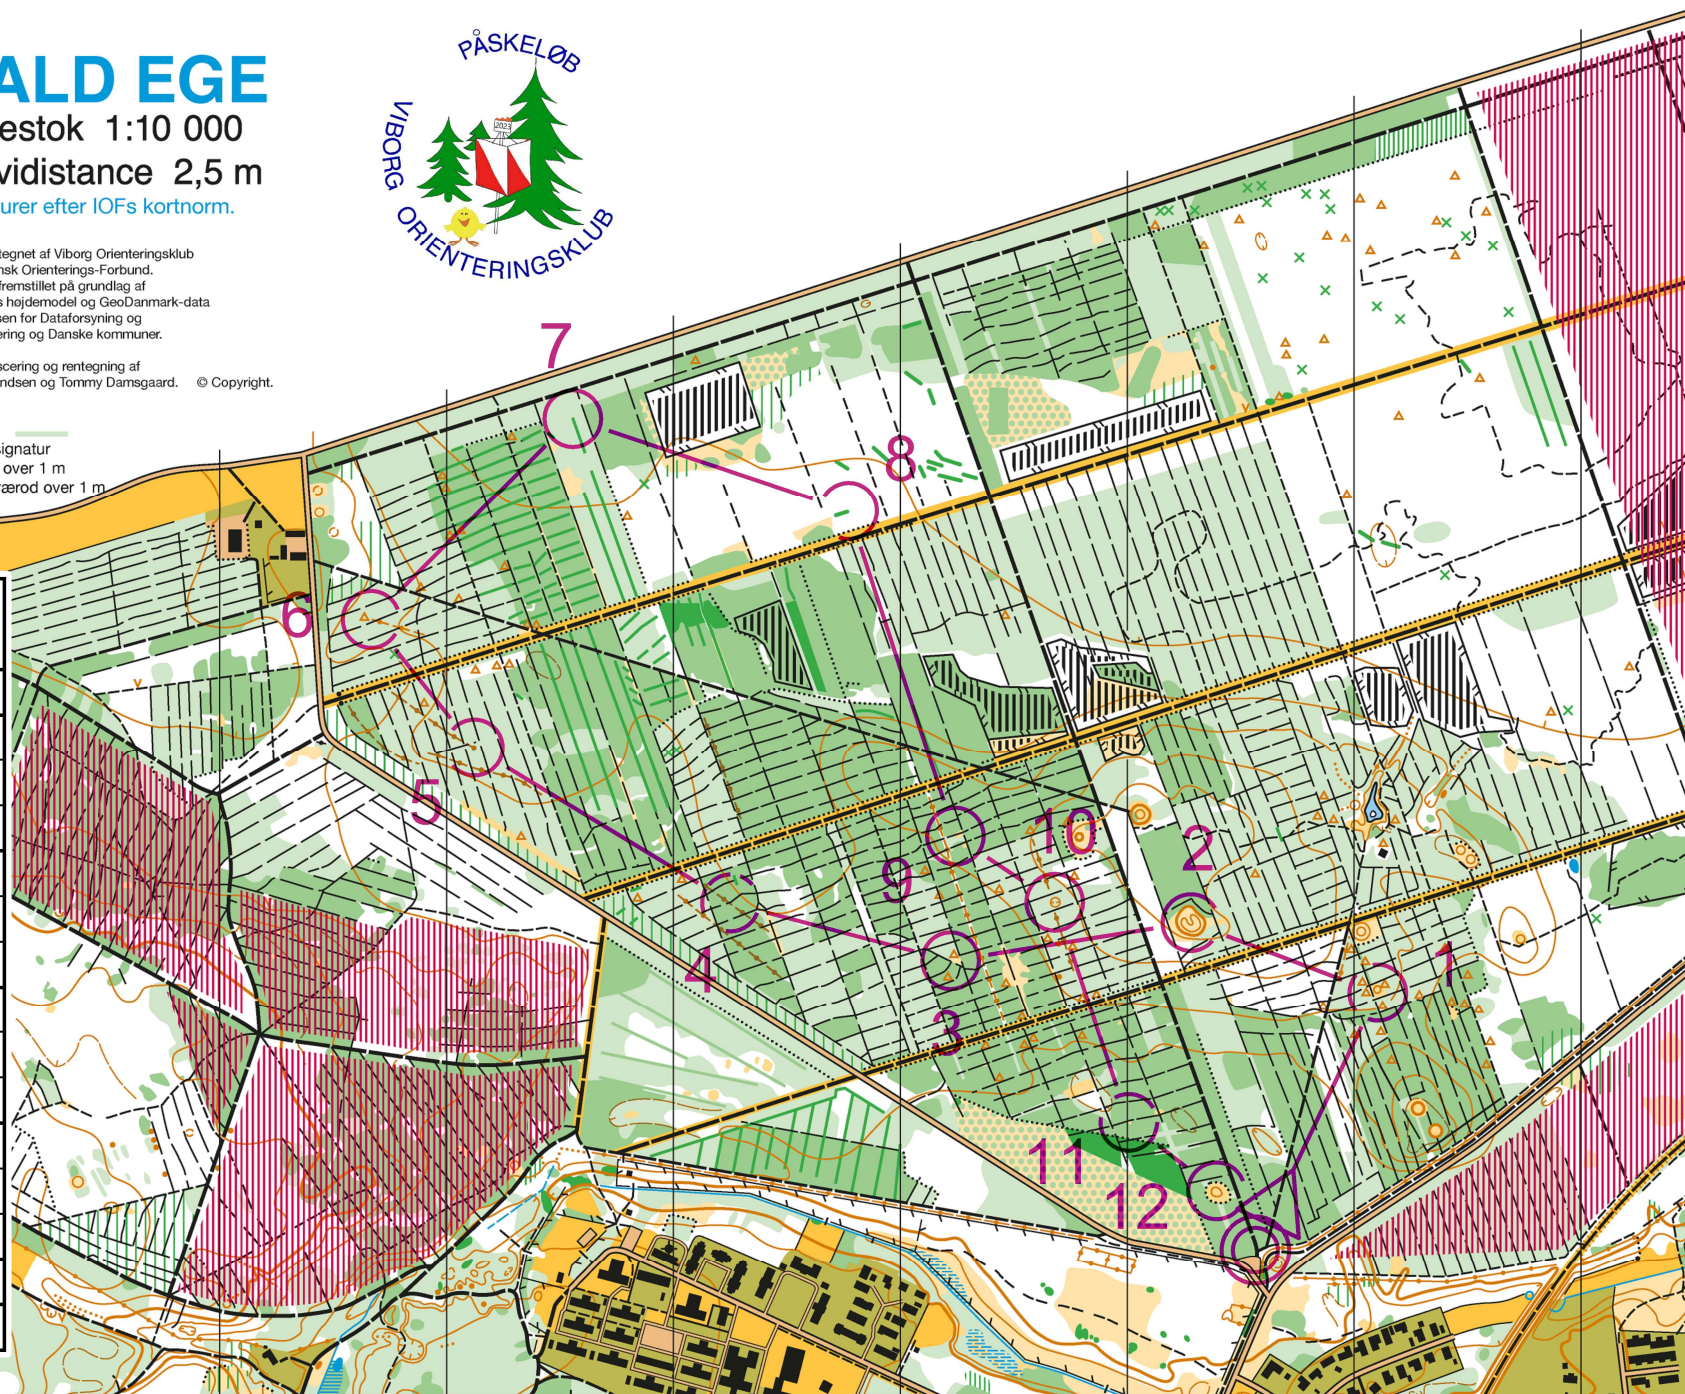 ALD EGE
estok 1:10 000
vidistance 2,5 m
urer efter IOFs kortnorm.
tegnet af Viborg Orienteringsklub
nsk Orienterings-Forbund.
fremstillet på grundlag af
s højdemodel og GeoDanmark-data
sen for Dataforsyning og
ering og Danske kommuner.
scering og rentegning af
ndsen og Tommy Damsgaard. © Copyright.
signatur
over 1 m
rærod over 1 m
PÅSKELØB
VIBORG
ORIENTERINGSKLUB
2023
7
8
6
5
10
2
9
4
1
3
11
12